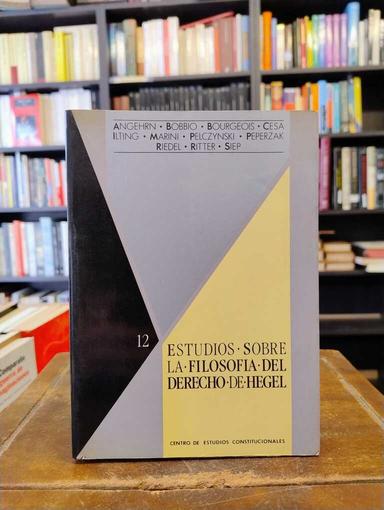 ANGEHRN • BOBBIO • BOURGEOIS • CESA
ILTING • MARINI • PELCZYNSKI • PEPERZAK
RIEDEL • RITTER • SIEP
12
ESTUDIOS • SOBRE
LA • FILOSOFIA • DEL
DERECHO • DE • HEGEL
CENTRO DE ESTUDIOS CONSTITUCIONALES